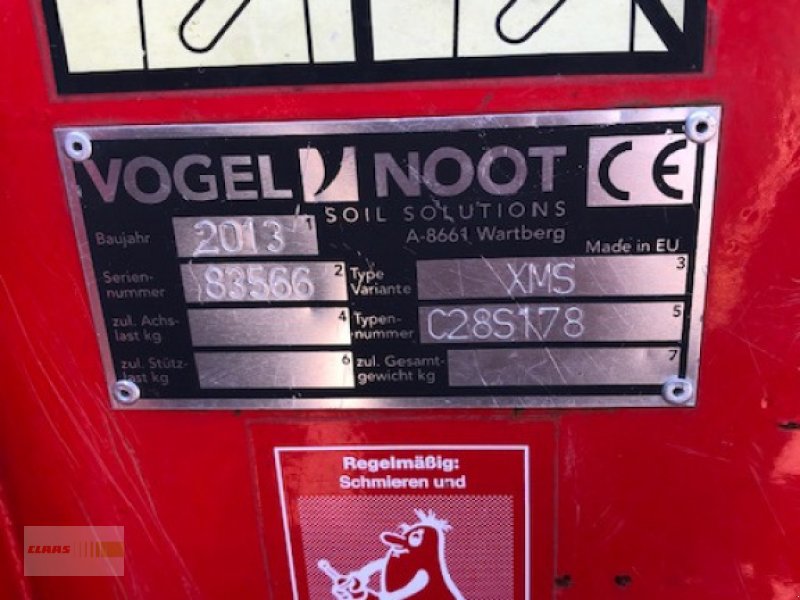 VOGEL NOOT CE
SOIL SOLUTIONS
A-8661 Wartberg
Baujahr 2013 1
Made in EU
Serien-
nummer 83566 2
Type
Variante XMS 3
zul. Achs-
last kg 4
Typen-
nummer C28S178 5
zul. Stütz-
last kg 6
zul. Gesamt-
gewicht kg 7
Regelmäßig:
Schmieren und
CLAAS